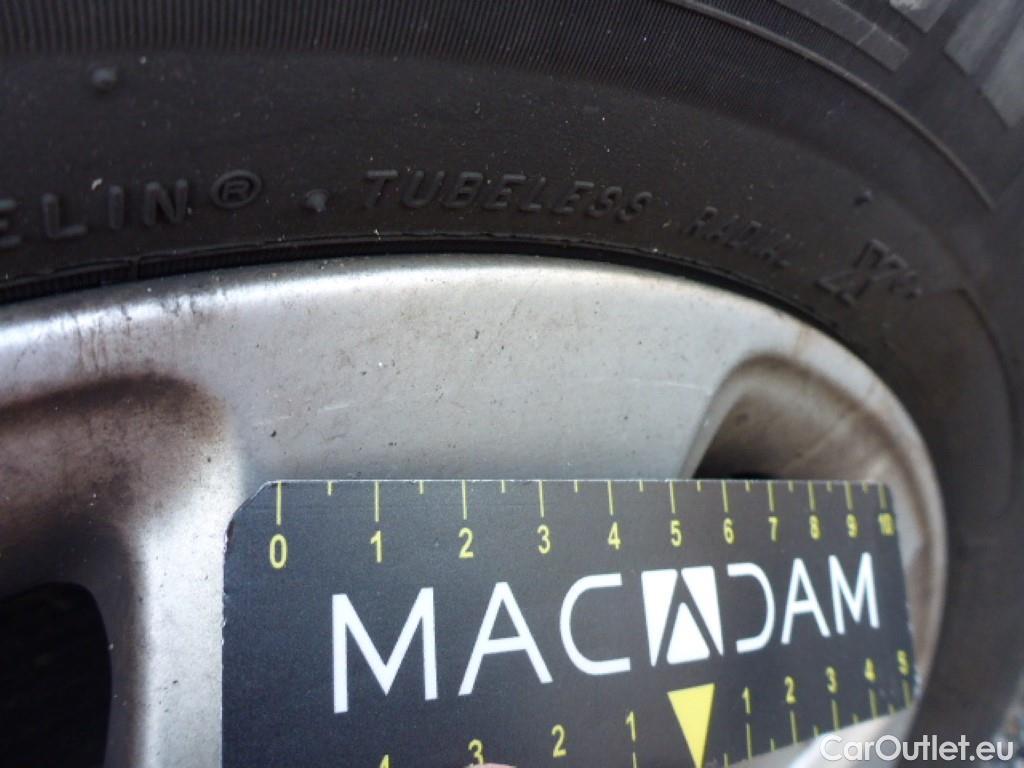 ELIN® . TUBELESS RADIAL X
0 1 2 3 4 5 6 7 8 9 10
MACADAM
4 3 2 1 1 2 3 4 5
CarOutlet.eu